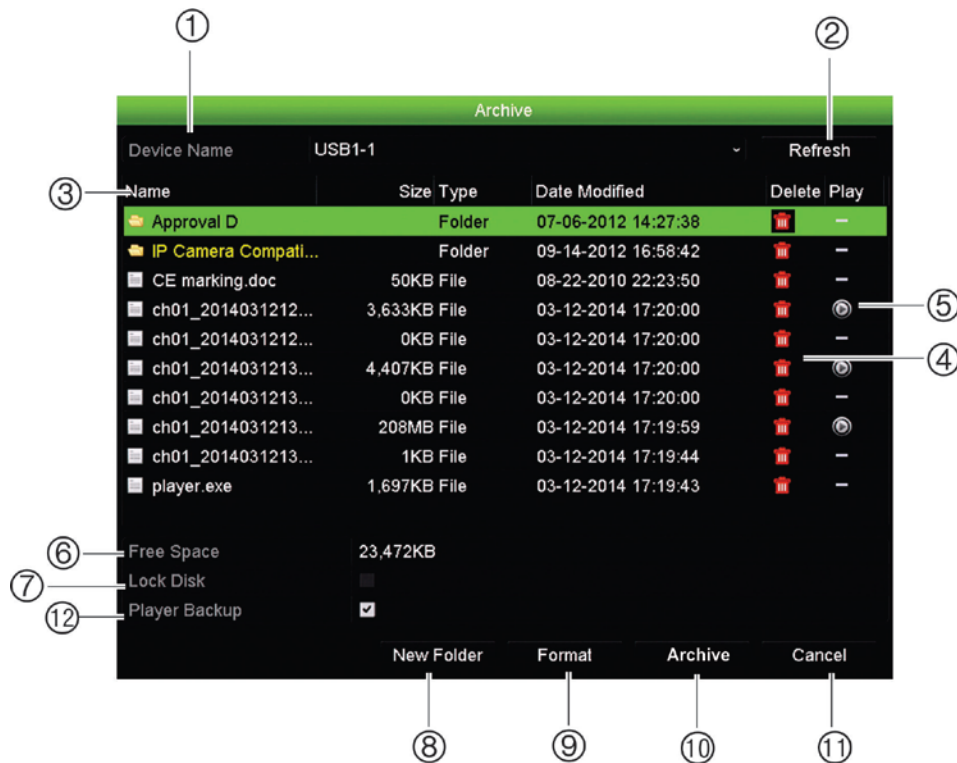 ① ②
Archive
Device Name USB1-1 Refresh
③ Name Size Type Date Modified Delete Play
Approval D Folder 07-06-2012 14:27:38
IP Camera Compati... Folder 09-14-2012 16:58:42
CE marking.doc 50KB File 08-22-2010 22:23:50
ch01_2014031212... 3,633KB File 03-12-2014 17:20:00 ⑤
ch01_2014031212... 0KB File 03-12-2014 17:20:00
ch01_2014031213... 4,407KB File 03-12-2014 17:20:00 ④
ch01_2014031213... 0KB File 03-12-2014 17:20:00
ch01_2014031213... 208MB File 03-12-2014 17:19:59
ch01_2014031213... 1KB File 03-12-2014 17:19:44
player.exe 1,697KB File 03-12-2014 17:19:43
⑥ Free Space 23,472KB
⑦ Lock Disk
⑫ Player Backup
New Folder Format Archive Cancel
⑧ ⑨ ⑩ ⑪